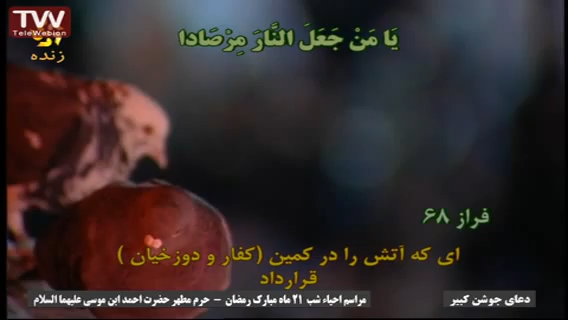 TVW
TeleWebion
زنده
يَا مَنْ جَعَلَ النَّارَ مِرْصَادا
فراز ۶۸
ای که آتش را در کمین (کفار و دوزخیان )
قرارداد
دعای جوشن کبیر
مراسم احیاء شب ۲۱ ماه مبارک رمضان – حرم مطهر حضرت احمد ابن موسی علیهما السلام